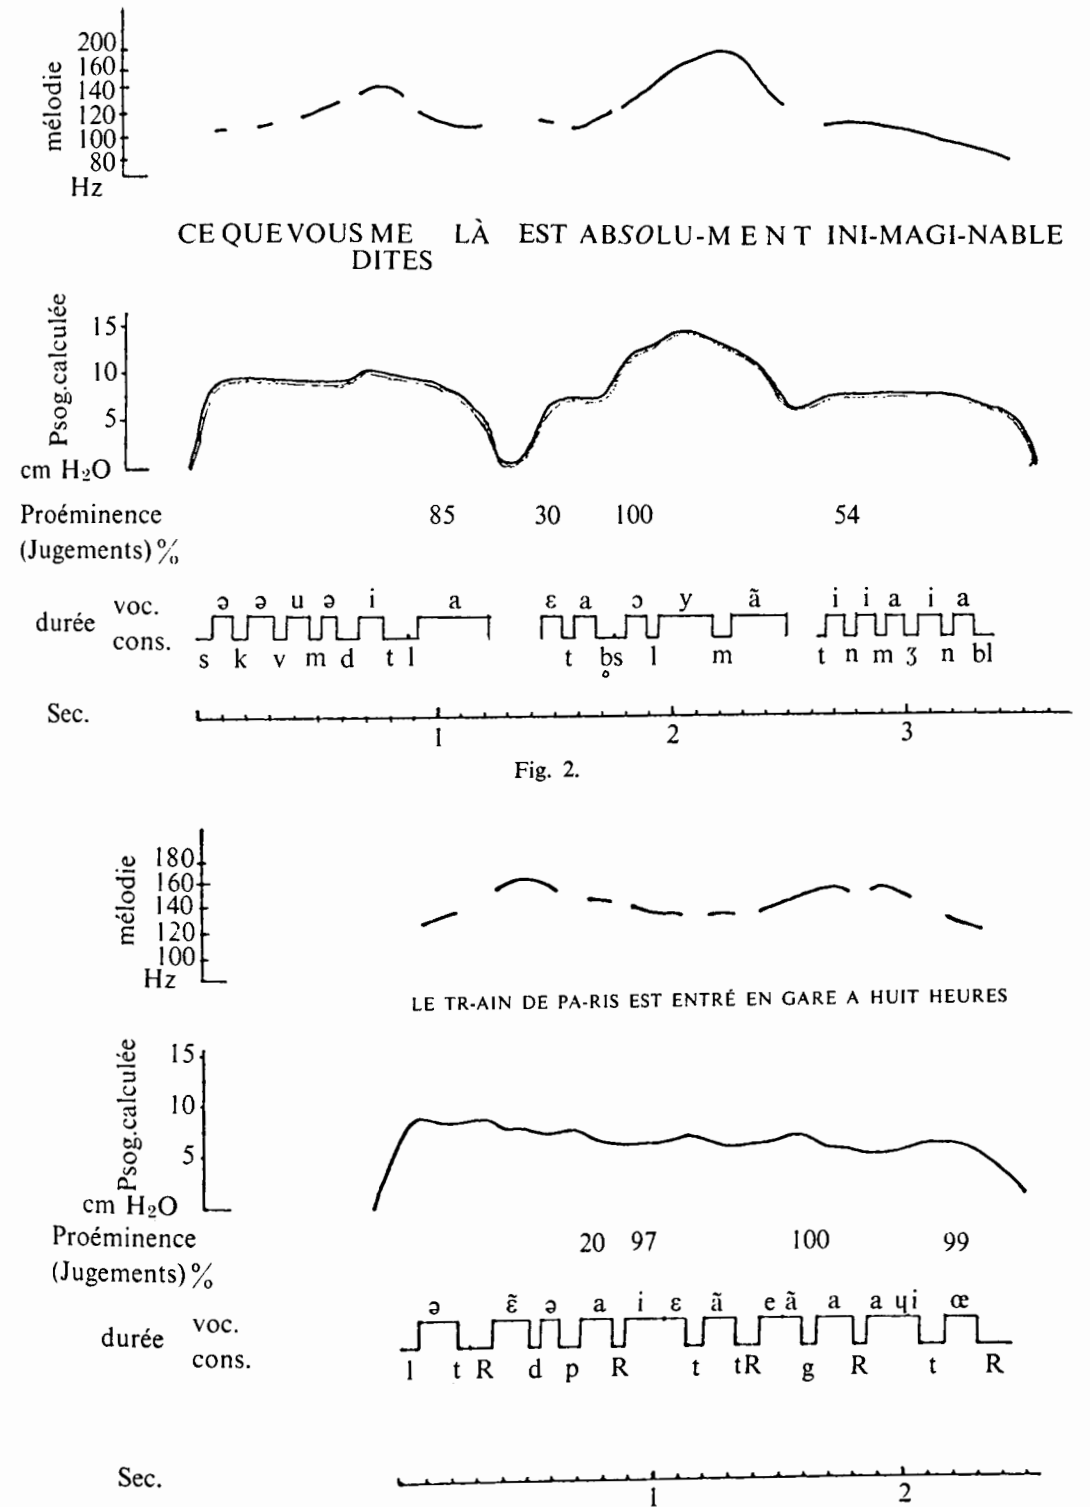 200
160
140
120
100
80
mélodie
Hz
CE QUE VOUS ME LÀ EST ABSOLU-MENT INI-MAGI-NABLE
DITES
Psog.calculée
15
10
5
cm H₂O
Proéminence 85 30 100 54
(Jugements) %
durée
voc. ə ə u ə i a ɛ a ɔ y ã i i a i a
cons. s k v m d t l t b̥s l m t n m ʒ n bl
Sec.
1 2 3
Fig. 2.
180
160
140
120
100
mélodie
Hz
LE TR-AIN DE PA-RIS EST ENTRÉ EN GARE A HUIT HEURES
Psog.calculée
15
10
5
cm H₂O
Proéminence 20 97 100 99
(Jugements) %
durée
voc. ə ɛ̃ ə a i ɛ ã e ã a a ɥi œ
cons. l t R d p R t tR g R t R
Sec.
1 2